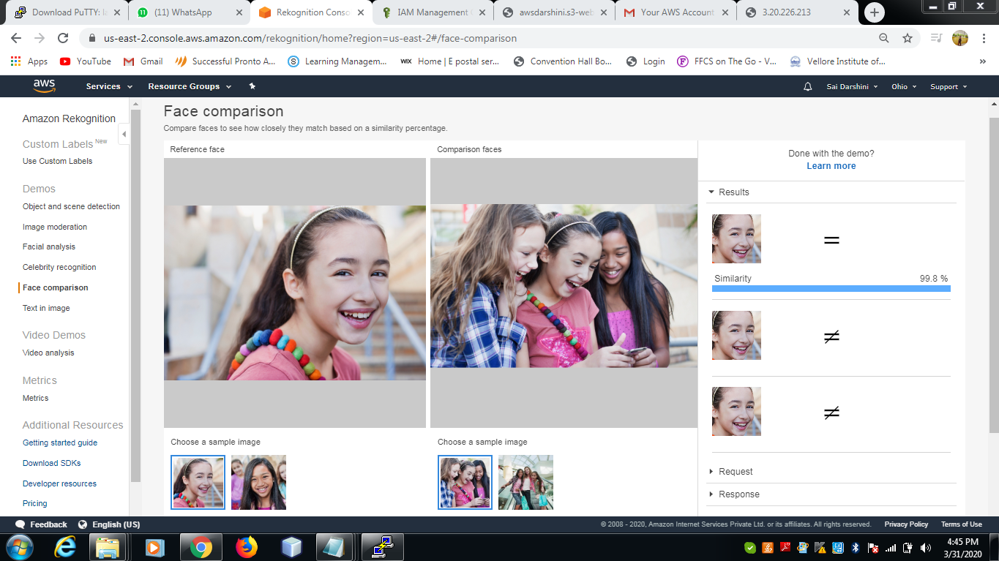 Download PuTTY: la
(11) WhatsApp
Rekognition Conso
IAM Management
awsdarshini.s3-web
Your AWS Account
3.20.226.213
us-east-2.console.aws.amazon.com/rekognition/home?region=us-east-2#/face-comparison
Apps
YouTube
Gmail
Successful Pronto A...
Learning Managem...
WIX
Home | E postal ser...
Convention Hall Bo...
Login
FFCS on The Go - V...
Vellore Institute of...
»
aws
Services
Resource Groups
Sai Darshini
Ohio
Support
Amazon Rekognition
Custom Labels New
Use Custom Labels
Demos
Object and scene detection
Image moderation
Facial analysis
Celebrity recognition
Face comparison
Text in image
Video Demos
Video analysis
Metrics
Metrics
Additional Resources
Getting started guide
Download SDKs
Developer resources
Pricing
Face comparison
Compare faces to see how closely they match based on a similarity percentage.
Reference face
Choose a sample image
Comparison faces
Choose a sample image
Done with the demo?
Learn more
Results
=
Similarity
99.8 %
≠
≠
Request
Response
Feedback
English (US)
© 2008 - 2020, Amazon Internet Services Private Ltd. or its affiliates. All rights reserved.
Privacy Policy
Terms of Use
4:45 PM
3/31/2020